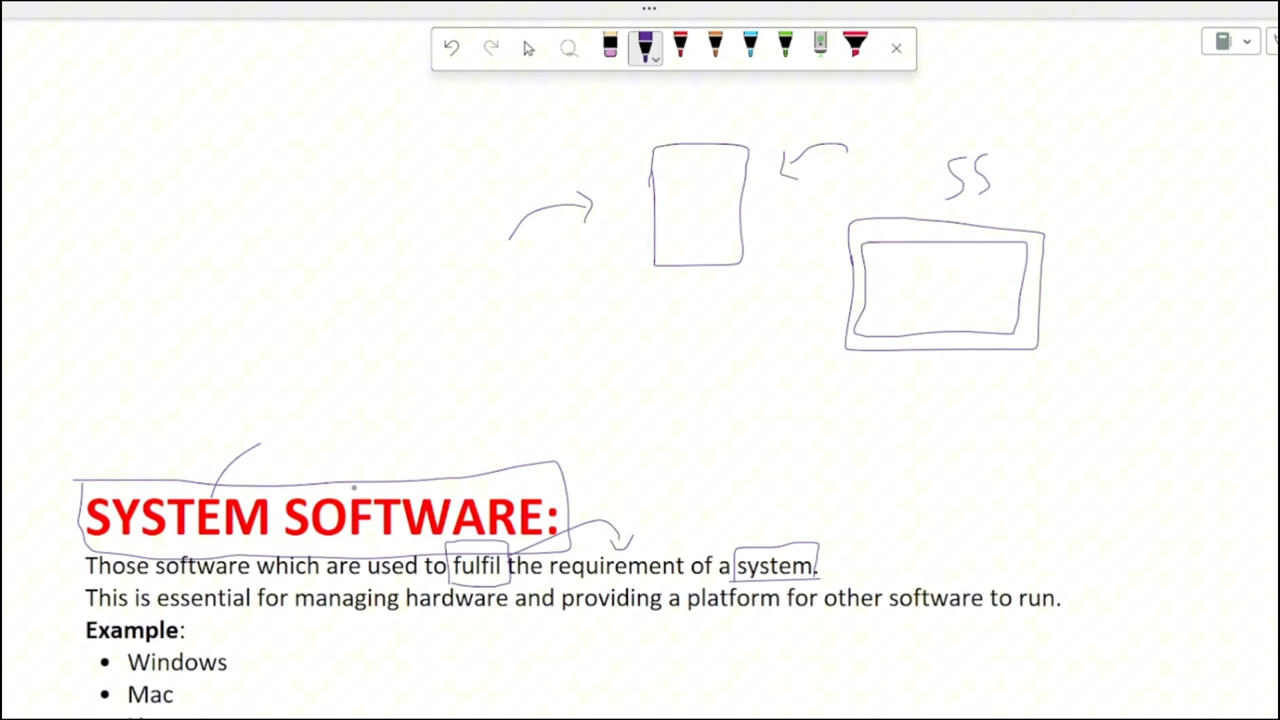 SS
SYSTEM SOFTWARE:
Those software which are used to fulfil the requirement of a system.
This is essential for managing hardware and providing a platform for other software to run.
Example:
• Windows
• Mac